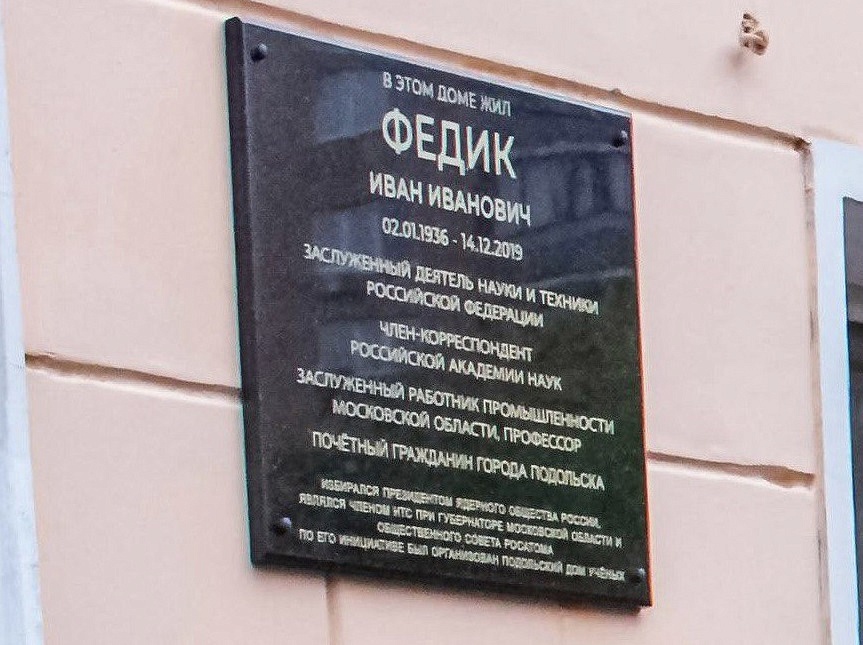 В ЭТОМ ДОМЕ ЖИЛ
ФЕДИК
ИВАН ИВАНОВИЧ
02.01.1936 - 14.12.2019
ЗАСЛУЖЕННЫЙ ДЕЯТЕЛЬ НАУКИ И ТЕХНИКИ
РОССИЙСКОЙ ФЕДЕРАЦИИ
ЧЛЕН-КОРРЕСПОНДЕНТ
РОССИЙСКОЙ АКАДЕМИИ НАУК
ЗАСЛУЖЕННЫЙ РАБОТНИК ПРОМЫШЛЕННОСТИ
МОСКОВСКОЙ ОБЛАСТИ, ПРОФЕССОР
ПОЧЁТНЫЙ ГРАЖДАНИН ГОРОДА ПОДОЛЬСКА
ИЗБИРАЛСЯ ПРЕЗИДЕНТОМ ЯДЕРНОГО ОБЩЕСТВА РОССИИ,
ЯВЛЯЛСЯ ЧЛЕНОМ НТС ПРИ ГУБЕРНАТОРЕ МОСКОВСКОЙ ОБЛАСТИ И
ОБЩЕСТВЕННОГО СОВЕТА РОСАТОМА
ПО ЕГО ИНИЦИАТИВЕ БЫЛ ОРГАНИЗОВАН ПОДОЛЬСКИЙ ДОМ УЧЁНЫХ